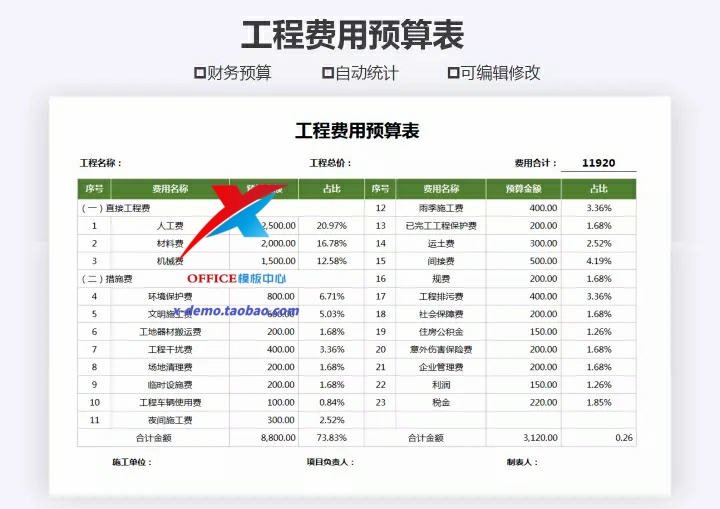 工程费用预算表
财务预算 自动统计 可编辑修改
工程费用预算表
工程名称： 工程总价： 费用合计： 11920
序号 费用名称 占比 序号 费用名称 预算金额 占比
(一) 直接工程费 12 雨季施工费 400.00 3.36%
1 人工费 2,500.00 20.97% 13 已完工工程保护费 200.00 1.68%
2 材料费 2,000.00 16.78% 14 运土费 300.00 2.52%
3 机械费 1,500.00 12.58% 15 间接费 500.00 4.19%
(二) 措施费 16 规费 200.00 1.68%
OFFICE模板中心
4 环境保护费 800.00 6.71% 17 工程排污费 400.00 3.36%
x-demo.taobao.com
5 文明施工费 600.00 5.03% 18 社会保障费 200.00 1.68%
6 工地器材搬运费 200.00 1.68% 19 住房公积金 150.00 1.26%
7 工程干扰费 400.00 3.36% 20 意外伤害保险费 200.00 1.68%
8 场地清理费 200.00 1.68% 21 企业管理费 200.00 1.68%
9 临时设施费 200.00 1.68% 22 利润 150.00 1.26%
10 工程车辆使用费 100.00 0.84% 23 税金 220.00 1.85%
11 夜间施工费 300.00 2.52%
合计金额 8,800.00 73.83% 合计金额 3,120.00 0.26
施工单位： 项目负责人： 制表人：